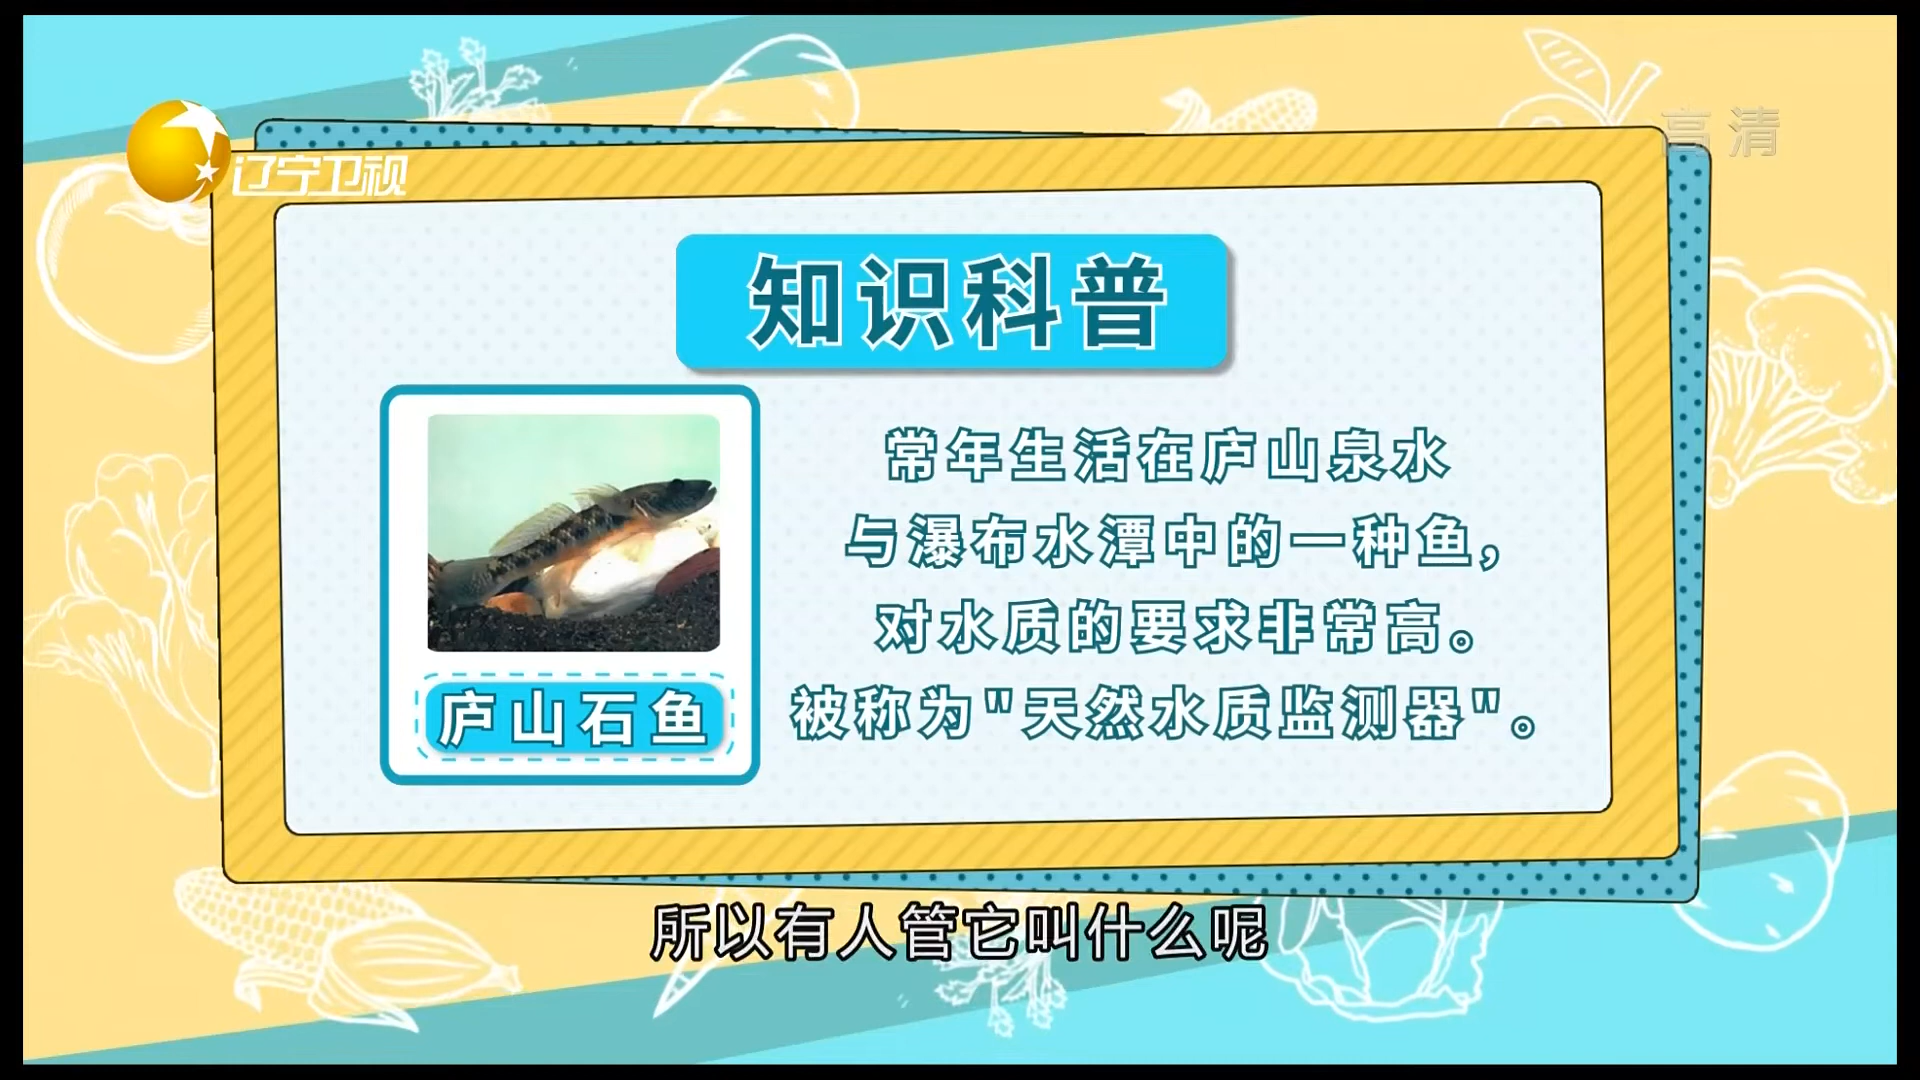 辽宁卫视
高清
知识科普
常年生活在庐山泉水
与瀑布水潭中的一种鱼，
对水质的要求非常高。
被称为"天然水质监测器"。
庐山石鱼
所以有人管它叫什么呢